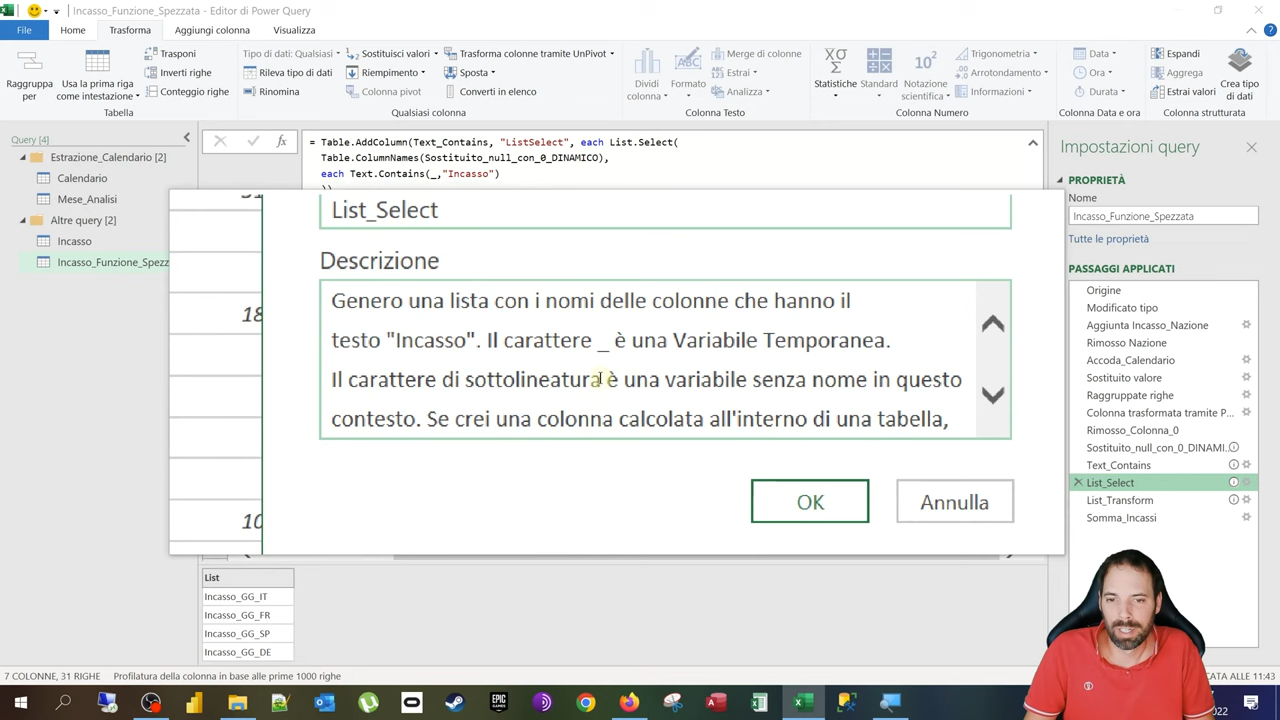 Incasso_Funzione_Spezzata - Editor di Power Query
File
Home
Trasforma
Aggiungi colonna
Visualizza
Raggruppa
per
Usa la prima riga
come intestazione
Trasponi
Inverti righe
Conteggio righe
Tabella
Tipo di dati: Qualsiasi
Rileva tipo di dati
Rinomina
Sostituisci valori
Riempimento
Colonna pivot
Trasforma colonna tramite UnPivot
Sposta
Converti in elenco
Qualsiasi colonna
Dividi
colonna
Formato
Merge di colonne
Estrai
Analizza
Colonna Testo
Statistiche
Standard
Notazione
scientifica
Trigonometria
Arrotondamento
Informazioni
Colonna Numero
Data
Ora
Durata
Colonna Data e ora
Espandi
Aggrega
Estrai valori
Crea tipo
di dati
Colonna strutturata
Query [4]
Estrazione_Calendario [2]
Calendario
Mese_Analisi
Altre query [2]
Incasso
Incasso_Funzione_Spezz
= Table.AddColumn(Text_Contains, "ListSelect", each List.Select(
Table.ColumnNames(Sostituito_null_con_0_DINAMICO),
each Text.Contains(_,"Incasso")
))
List_Select
Descrizione
Genero una lista con i nomi delle colonne che hanno il
testo "Incasso". Il carattere _ è una Variabile Temporanea.
Il carattere di sottolineatura è una variabile senza nome in questo
contesto. Se crei una colonna calcolata all'interno di una tabella,
OK
Annulla
18
10
List
Incasso_GG_IT
Incasso_GG_FR
Incasso_GG_SP
Incasso_GG_DE
Impostazioni query
PROPRIETÀ
Nome
Incasso_Funzione_Spezzata
Tutte le proprietà
PASSAGGI APPLICATI
Origine
Modificato tipo
Aggiunta Incasso_Nazione
Rimosso Nazione
Accoda_Calendario
Sostituito valore
Raggruppate righe
Colonna trasformata tramite P...
Rimosso_Colonna_0
Sostituito_null_con_0_DINAMI...
Text_Contains
List_Select
List_Transform
Somma_Incassi
7 COLONNE, 31 RIGHE
Profilatura della colonna in base alle prime 1000 righe
CATA ALLE 11:43
2022